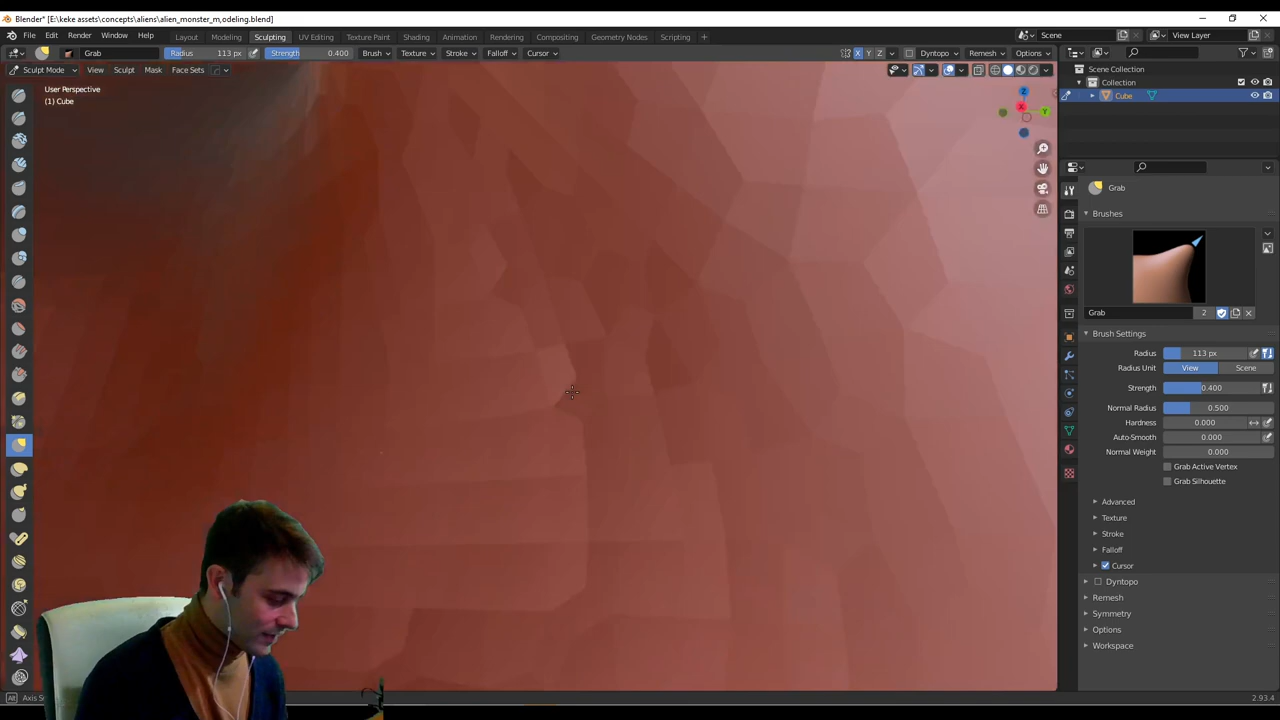 Blender* [E:\keke assets\concepts\aliens\alien_monster_m,odeling.blend]
File Edit Render Window Help Layout Modeling Sculpting UV Editing Texture Paint Shading Animation Rendering Compositing Geometry Nodes Scripting + Scene View Layer
Grab Radius 113 px Strength 0.400 Brush Texture Stroke Falloff Cursor X Y Z Dyntopo Remesh Options
Sculpt Mode View Sculpt Mask Face Sets
Scene Collection
Collection
Cube
User Perspective
(1) Cube
Z
X
Y
Grab
Brushes
Grab 2
Brush Settings
Radius 113 px
Radius Unit View Scene
Strength 0.400
Normal Radius 0.500
Hardness 0.000
Auto-Smooth 0.000
Normal Weight 0.000
Grab Active Vertex
Grab Silhouette
Advanced
Texture
Stroke
Falloff
Cursor
Dyntopo
Remesh
Symmetry
Options
Workspace
Alt Axis S
2.93.4